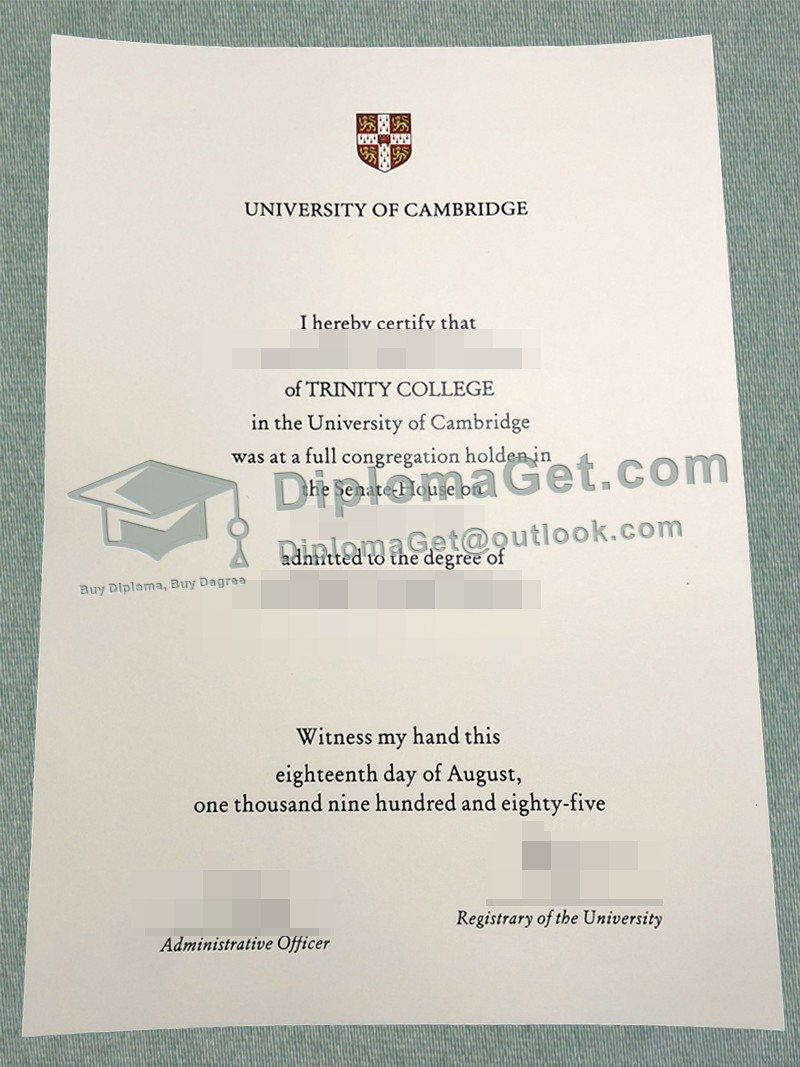 UNIVERSITY OF CAMBRIDGE
I hereby certify that
of TRINITY COLLEGE
in the University of Cambridge
was at a full congregation holden in
the Senate-House on
DiplomaGet.com
DiplomaGet@outlook.com
admitted to the degree of
Buy Diploma, Buy Dagree
Witness my hand this
eighteenth day of August,
one thousand nine hundred and eighty-five
Registrary of the University
Administrative Officer